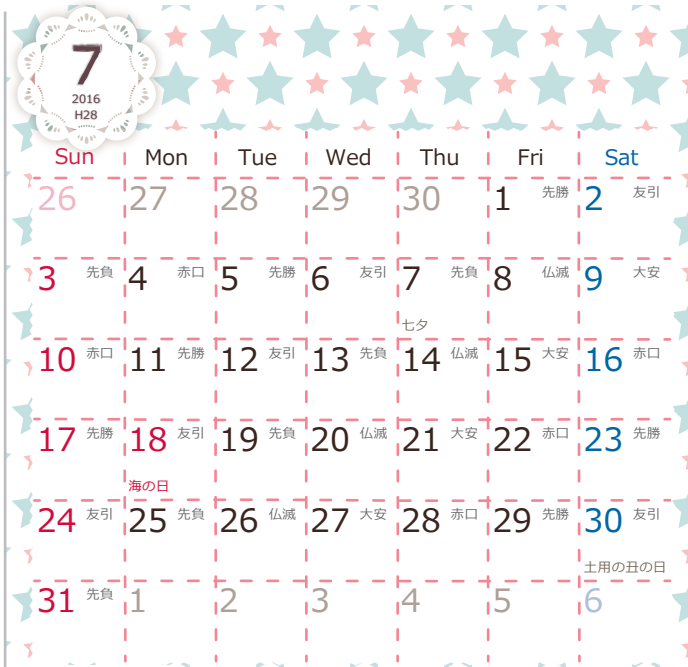 7
2016
H28
Sun Mon Tue Wed Thu Fri Sat
26 27 28 29 30 1 先勝 2 友引
3 先負 4 赤口 5 先勝 6 友引 7 先負 8 仏滅 9 大安
七夕
10 赤口 11 先勝 12 友引 13 先負 14 仏滅 15 大安 16 赤口
17 先勝 18 友引 19 先負 20 仏滅 21 大安 22 赤口 23 先勝
海の日
24 友引 25 先負 26 仏滅 27 大安 28 赤口 29 先勝 30 友引
土用の丑の日
31 先負 1 2 3 4 5 6